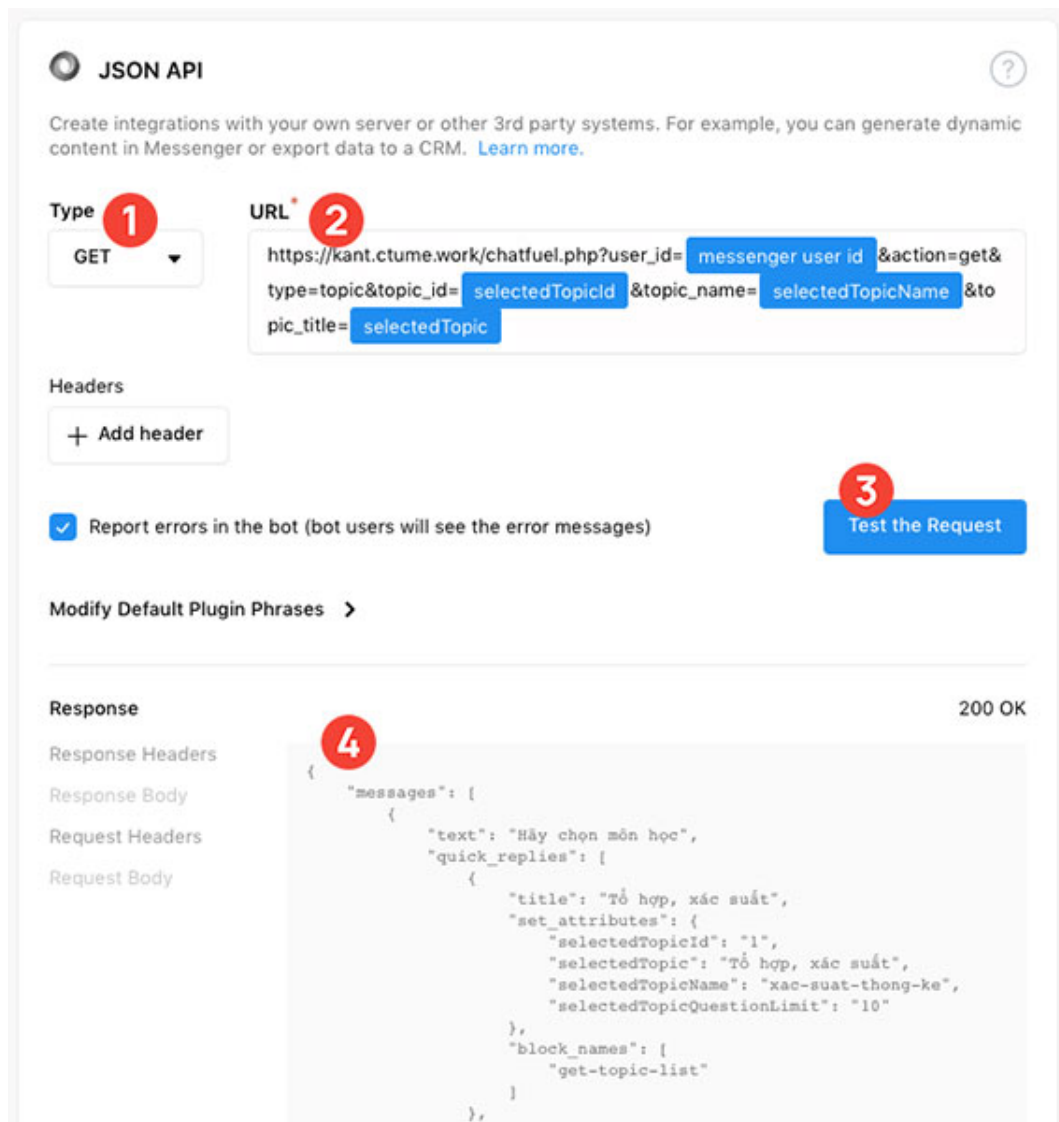 JSON API
?
Create integrations with your own server or other 3rd party systems. For example, you can generate dynamic
content in Messenger or export data to a CRM. Learn more.
Type 1 URL* 2
GET
https://kant.ctume.work/chatfuel.php?user_id= messenger user id &action=get&
type=topic&topic_id= selectedTopicId &topic_name= selectedTopicName &to
pic_title= selectedTopic
Headers
+ Add header
3
Report errors in the bot (bot users will see the error messages)
Test the Request
Modify Default Plugin Phrases >
Response
200 OK
Response Headers
Response Body
Request Headers
Request Body
4
{
"messages": [
{
"text": "Hãy chọn môn học",
"quick_replies": [
{
"title": "Tổ hợp, xác suất",
"set_attributes": {
"selectedTopicId": "1",
"selectedTopic": "Tổ hợp, xác suất",
"selectedTopicName": "xac-suat-thong-ke",
"selectedTopicQuestionLimit": "10"
},
"block_names": [
"get-topic-list"
]
},